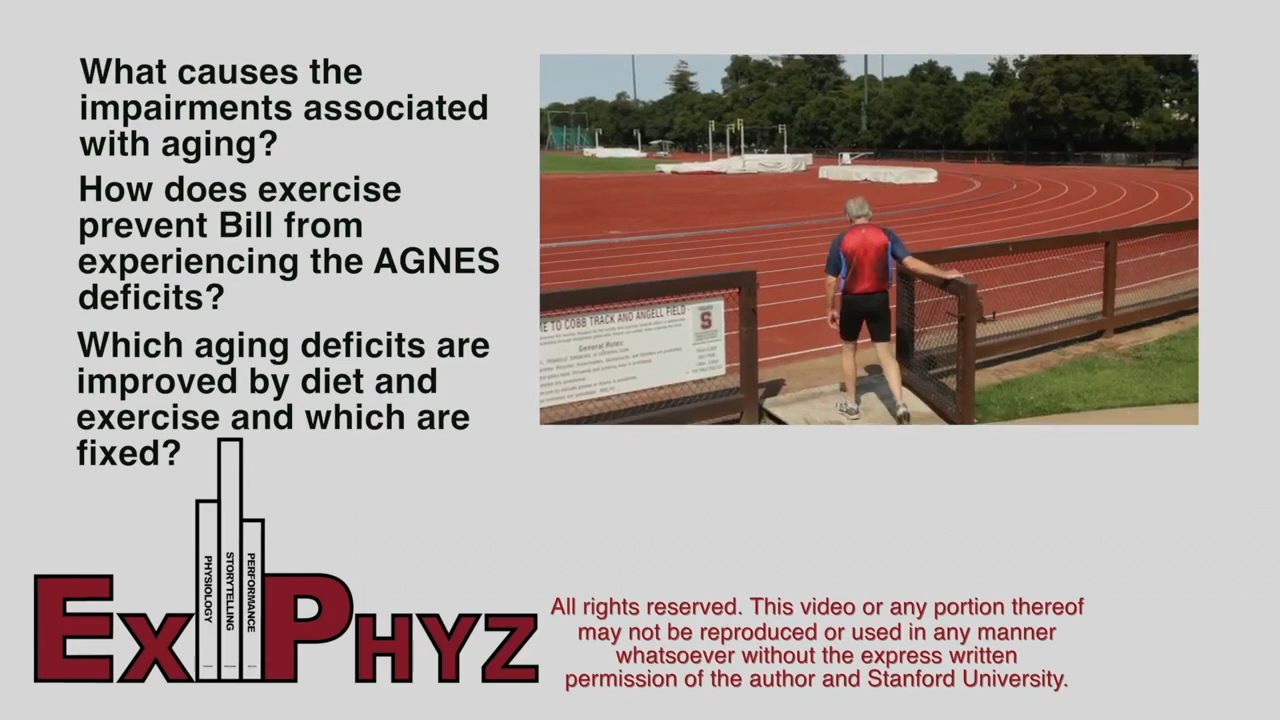 What causes the
impairments associated
with aging?
How does exercise
prevent Bill from
experiencing the AGNES
deficits?
Which aging deficits are
improved by diet and
exercise and which are
fixed?
E TO COBB TRACK AND ANGELL FIELD
General Rules:
S
PHYSIOLOGY
STORYTELLING
PERFORMANCE
EXPHYZ
All rights reserved. This video or any portion thereof
may not be reproduced or used in any manner
whatsoever without the express written
permission of the author and Stanford University.